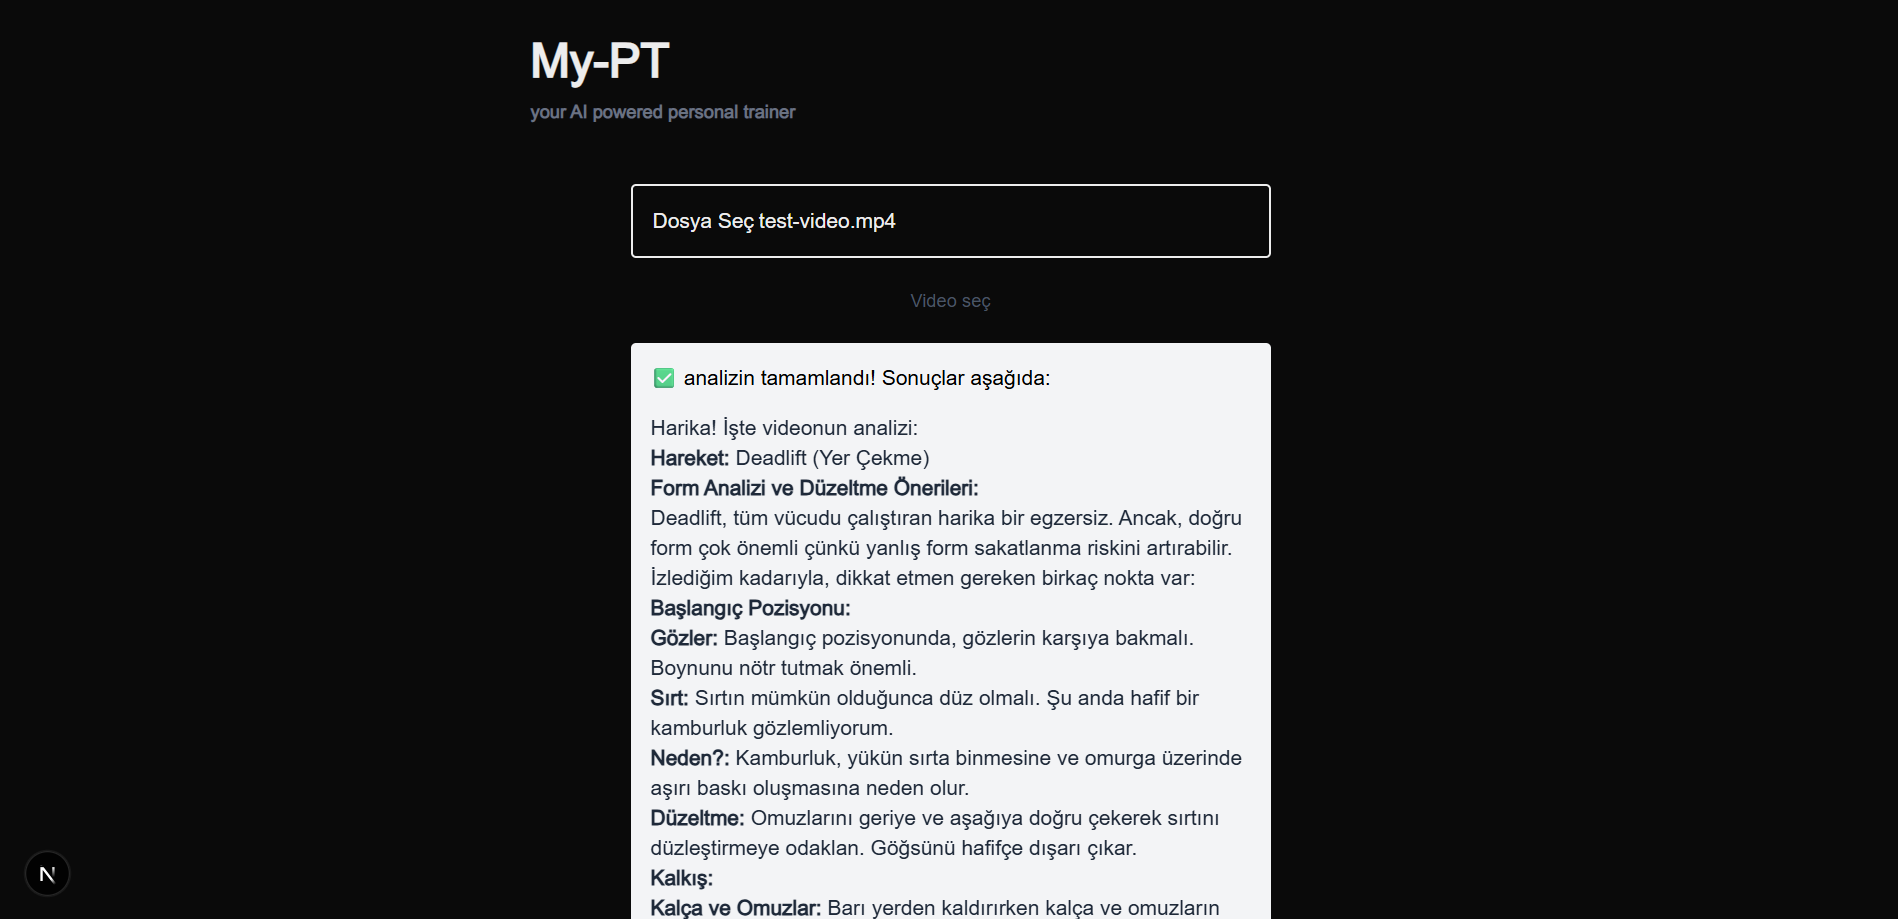 My-PT
your AI powered personal trainer
Dosya Seç test-video.mp4
Video seç
✅ analizin tamamlandı! Sonuçlar aşağıda:
Harika! İşte videonun analizi:
Hareket: Deadlift (Yer Çekme)
Form Analizi ve Düzeltme Önerileri:
Deadlift, tüm vücudu çalıştıran harika bir egzersiz. Ancak, doğru
form çok önemli çünkü yanlış form sakatlanma riskini artırabilir.
İzlediğim kadarıyla, dikkat etmen gereken birkaç nokta var:
Başlangıç Pozisyonu:
Gözler: Başlangıç pozisyonunda, gözlerin karşıya bakmalı.
Boynunu nötr tutmak önemli.
Sırt: Sırtın mümkün olduğunca düz olmalı. Şu anda hafif bir
kamburluk gözlemliyorum.
Neden?: Kamburluk, yükün sırta binmesine ve omurga üzerinde
aşırı baskı oluşmasına neden olur.
Düzeltme: Omuzlarını geriye ve aşağıya doğru çekerek sırtını
düzleştirmeye odaklan. Göğsünü hafifçe dışarı çıkar.
Kalkış:
Kalça ve Omuzlar: Barı yerden kaldırırken kalça ve omuzların
N